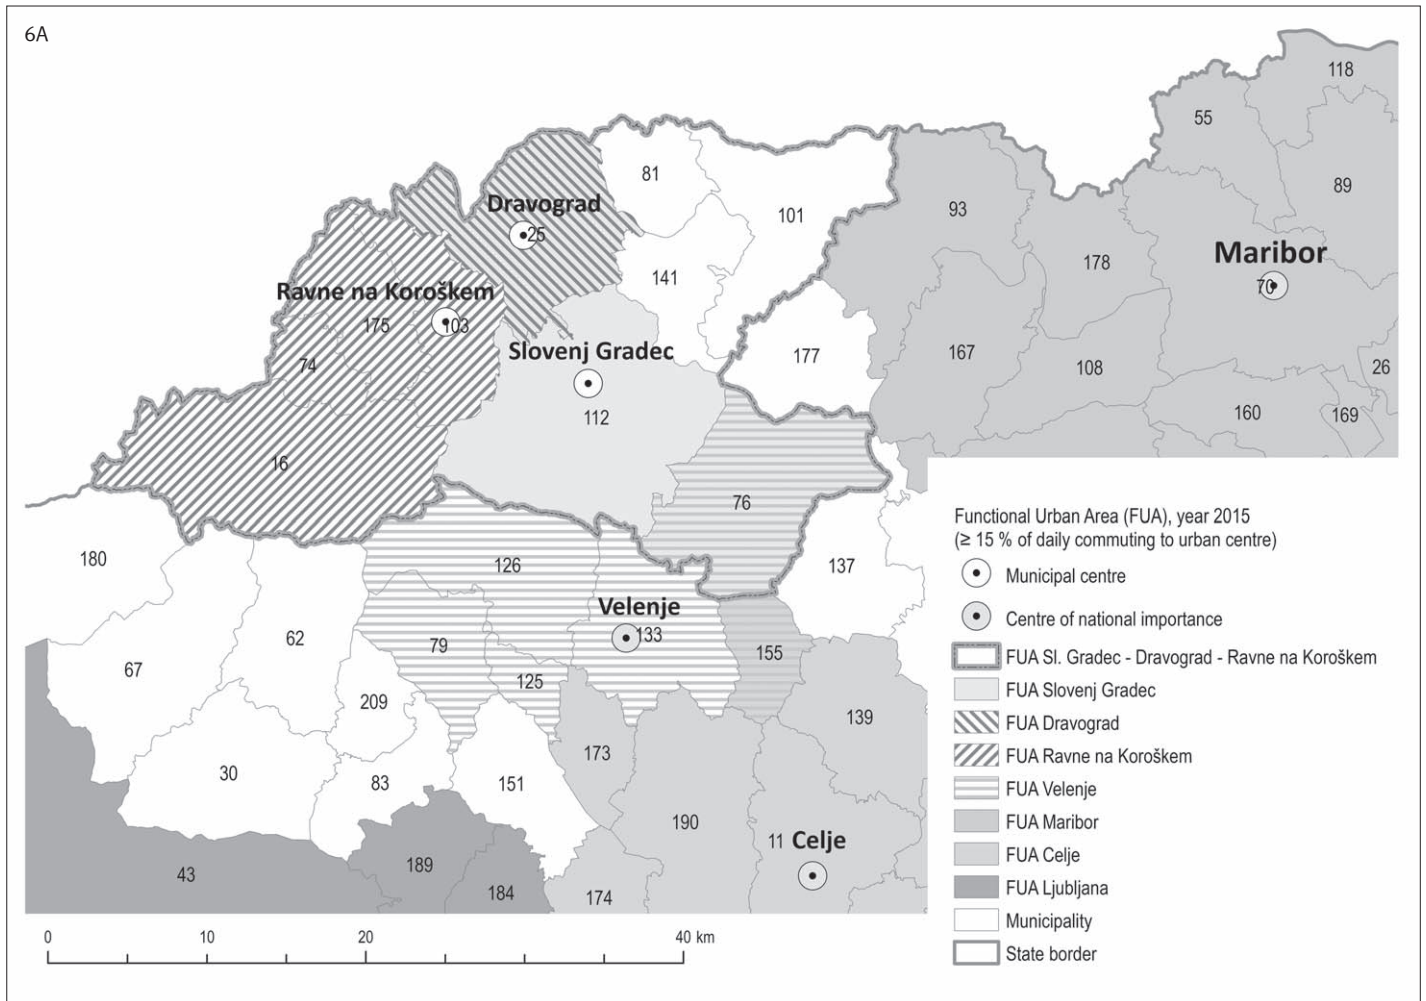 6A
118
55
89
81
101
93
Dravograd
25
178
Maribor
70
141
Ravne na Koroškem
175
103
74
Slovenj Gradec
112
177
167
108
26
160
169
16
76
180
126
137
Velenje
133
155
62
79
67
125
209
139
173
30
83
151
190
11
Celje
43
189
184
174
Functional Urban Area (FUA), year 2015
(≥ 15 % of daily commuting to urban centre)
Municipal centre
Centre of national importance
FUA Sl. Gradec - Dravograd - Ravne na Koroškem
FUA Slovenj Gradec
FUA Dravograd
FUA Ravne na Koroškem
FUA Velenje
FUA Maribor
FUA Celje
FUA Ljubljana
Municipality
State border
0 10 20 40 km